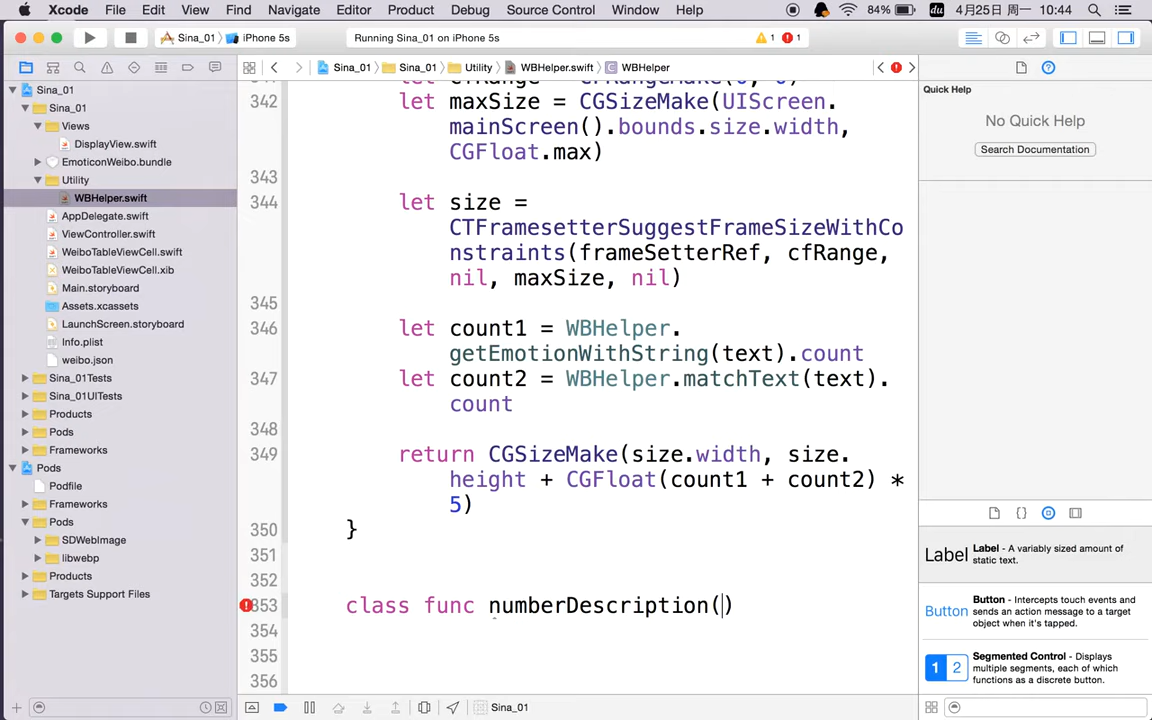 Xcode File Edit View Find Navigate Editor Product Debug Source Control Window Help 84% du 4月25日 周一 10:44
Sina_01 iPhone 5s Running Sina_01 on iPhone 5s 1 1
Sina_01 Sina_01 Utility WBHelper.swift WBHelper
Sina_01
Sina_01
Views
DisplayView.swift
EmoticonWeibo.bundle
Utility
WBHelper.swift
AppDelegate.swift
ViewController.swift
WeiboTableViewCell.swift
WeiboTableViewCell.xib
Main.storyboard
Assets.xcassets
LaunchScreen.storyboard
Info.plist
weibo.json
Sina_01Tests
Sina_01UITests
Products
Pods
Frameworks
Pods
Podfile
Frameworks
Pods
SDWebImage
libwebp
Products
Targets Support Files
342 let maxSize = CGSizeMake(UIScreen.
mainScreen().bounds.size.width,
CGFloat.max)
343
344 let size =
CTFramesetterSuggestFrameSizeWithCo
nstraints(frameSetterRef, cfRange,
nil, maxSize, nil)
345
346 let count1 = WBHelper.
getEmotionWithString(text).count
347 let count2 = WBHelper.matchText(text).
count
348
349 return CGSizeMake(size.width, size.
height + CGFloat(count1 + count2) *
5)
350 }
351
352
353 class func numberDescription()
354
355
356
Sina_01
Quick Help
No Quick Help
Search Documentation
Label Label - A variably sized amount of
static text.
Button Button - Intercepts touch events and
sends an action message to a target
object when it's tapped.
1 2 Segmented Control - Displays
multiple segments, each of which
functions as a discrete button.